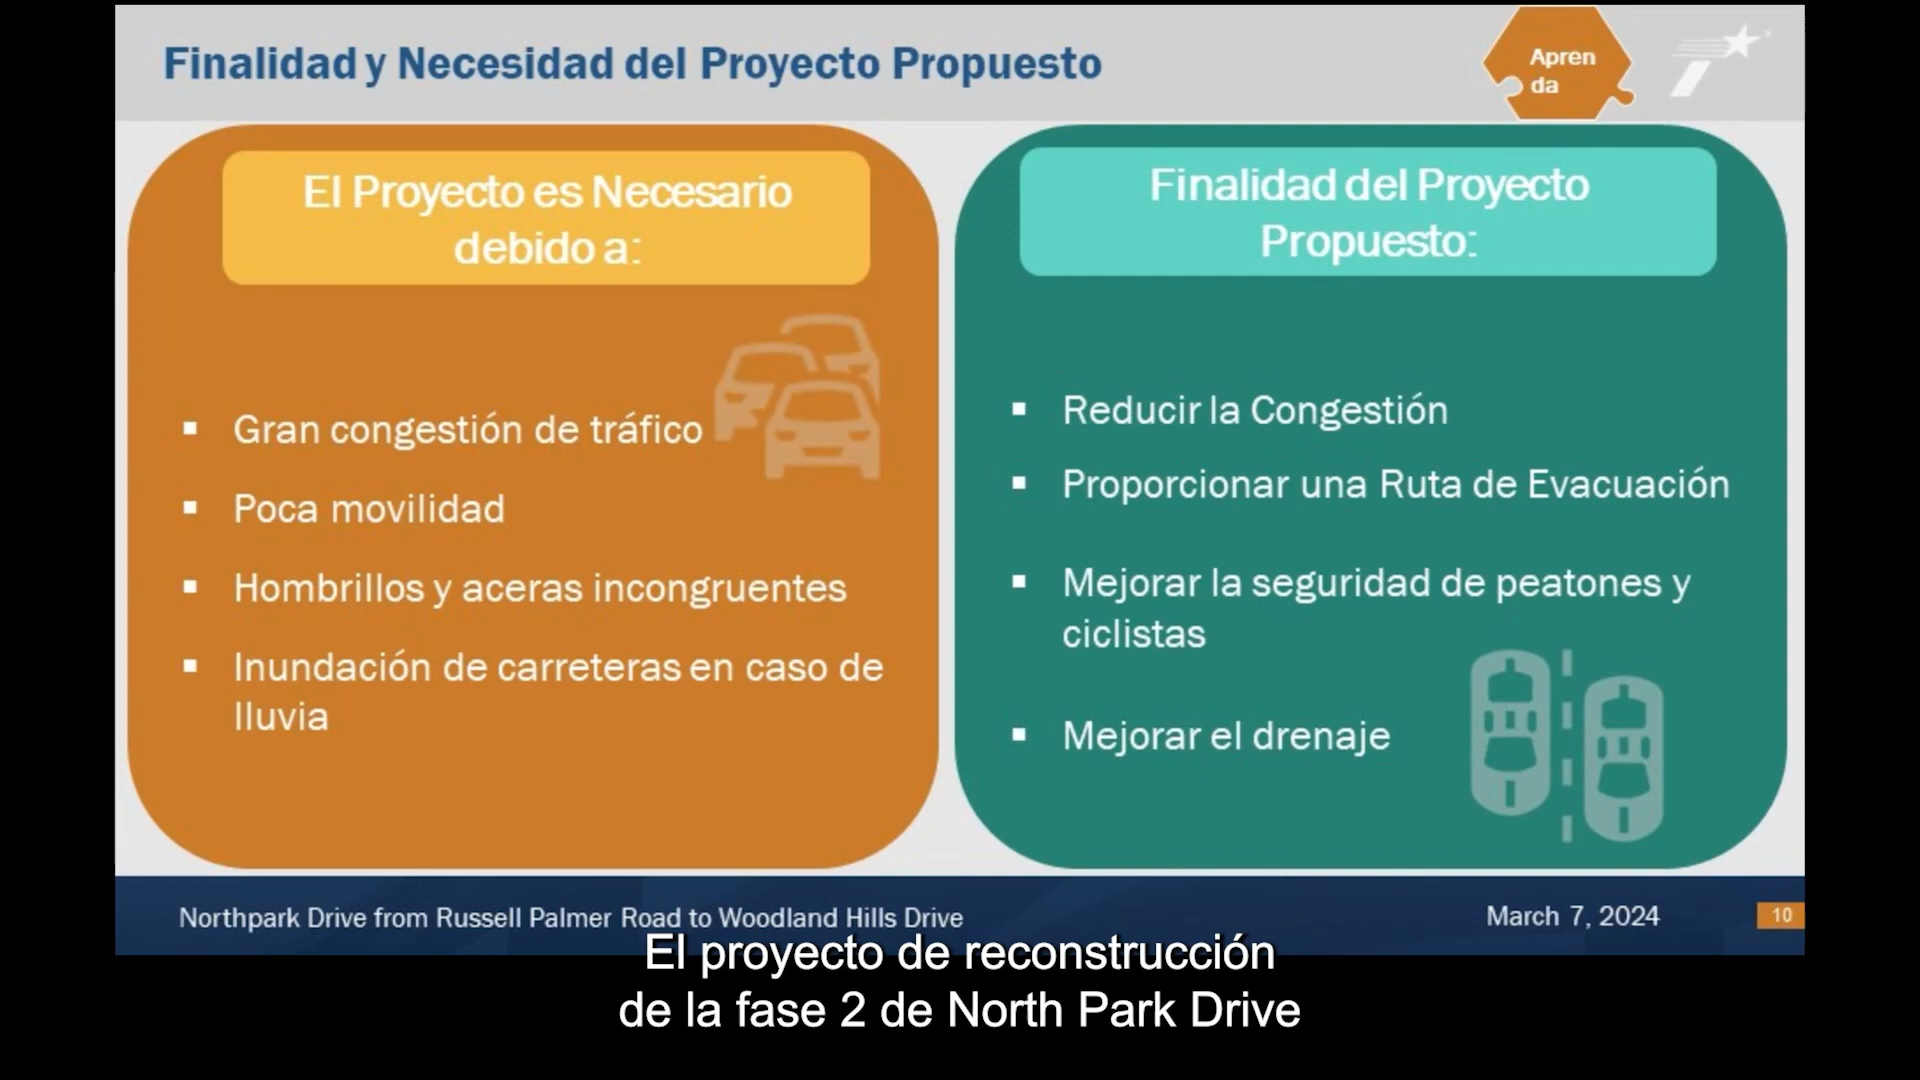 Finalidad y Necesidad del Proyecto Propuesto
Apren
da
El Proyecto es Necesario
debido a:
▪ Gran congestión de tráfico
▪ Poca movilidad
▪ Hombrillos y aceras incongruentes
▪ Inundación de carreteras en caso de
lluvia
Finalidad del Proyecto
Propuesto:
▪ Reducir la Congestión
▪ Proporcionar una Ruta de Evacuación
▪ Mejorar la seguridad de peatones y
ciclistas
▪ Mejorar el drenaje
Northpark Drive from Russell Palmer Road to Woodland Hills Drive
March 7, 2024
10
El proyecto de reconstrucción
de la fase 2 de North Park Drive